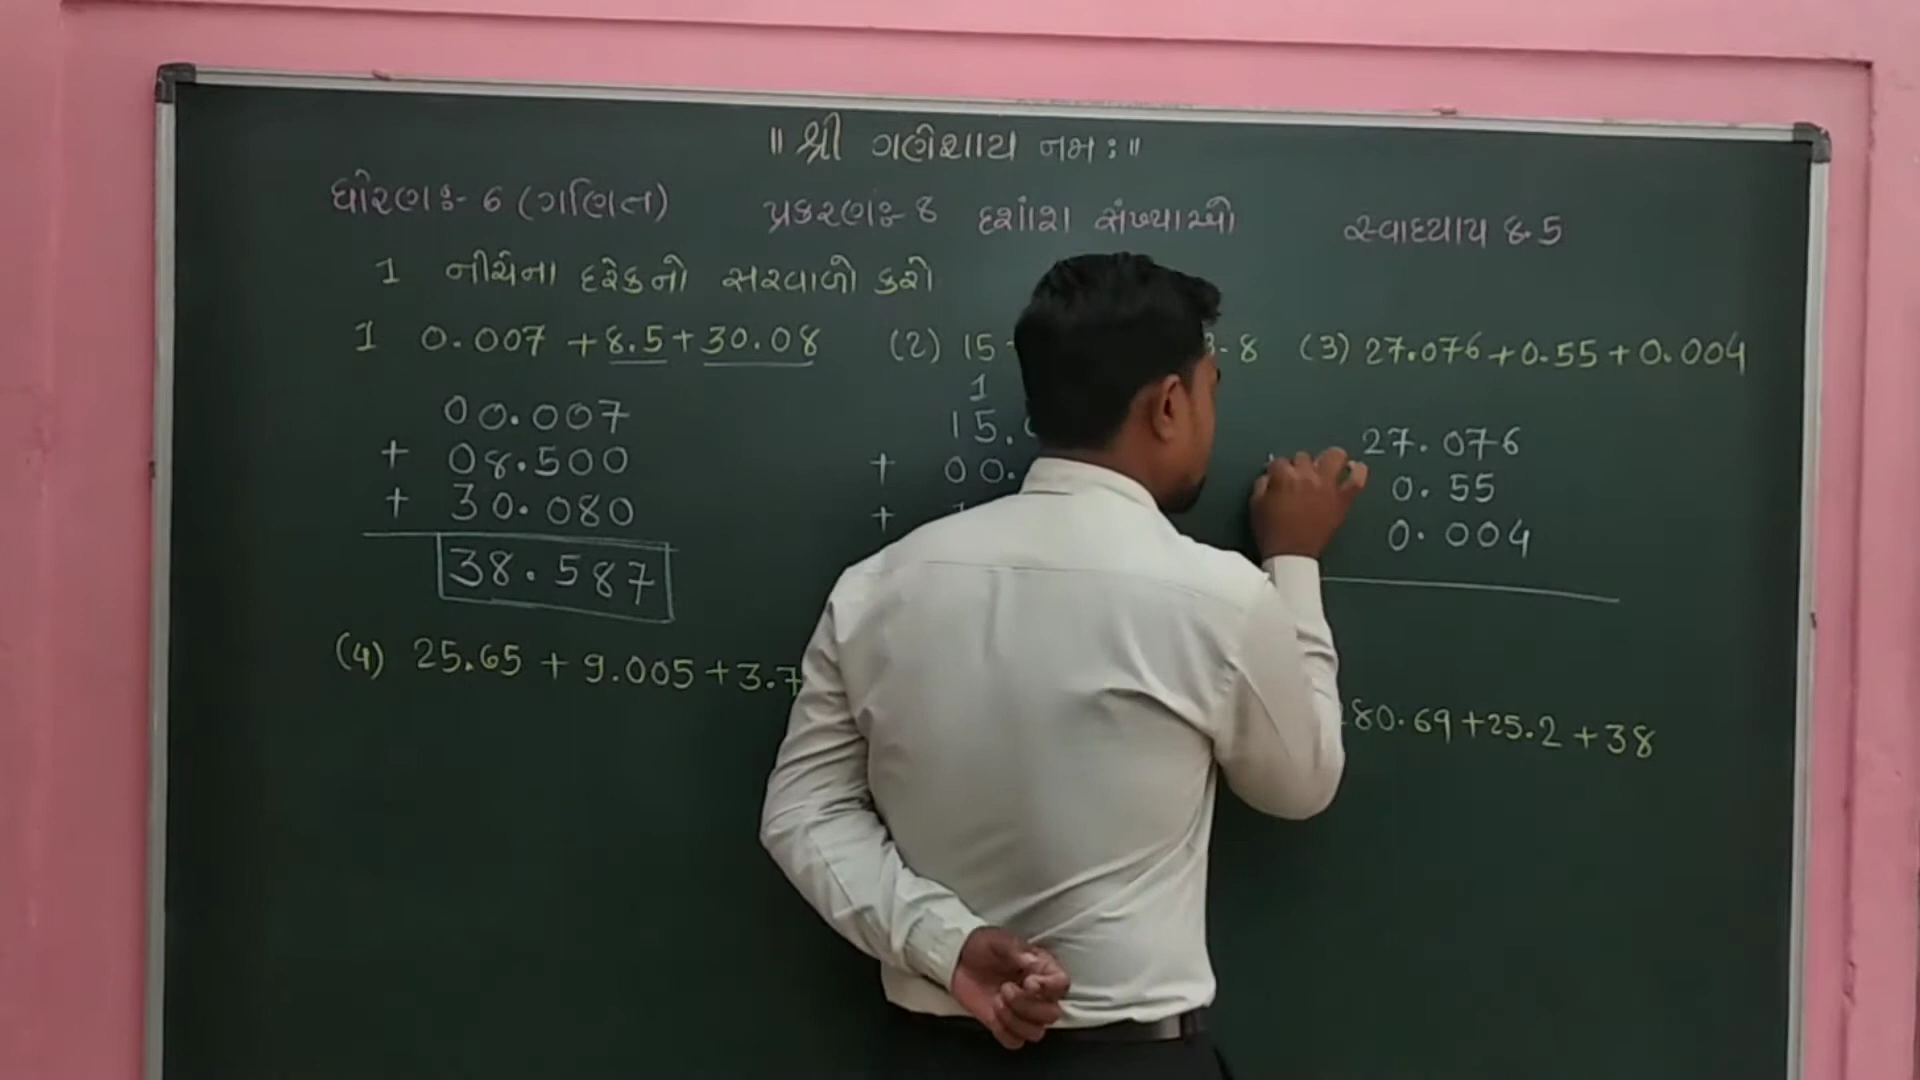 ॥ શ્રી ગણેશાય નમઃ ॥
ધોરણઃ- 6 (ગણિત) પ્રકરણઃ- 8 દશાંશ સંખ્યાઓ સ્વાધ્યાય 8.5
1 નીચેના દરેકનો સરવાળો કરો
1 0.007 + 8.5 + 30.08
00.007
+ 08.500
+ 30.080
38.587
(2) 15
.8
1
15.
+ 00.
+
(3) 27.076 + 0.55 + 0.004
27.076
0.55
0.004
(4) 25.65 + 9.005 + 3.7
80.69 + 25.2 + 38